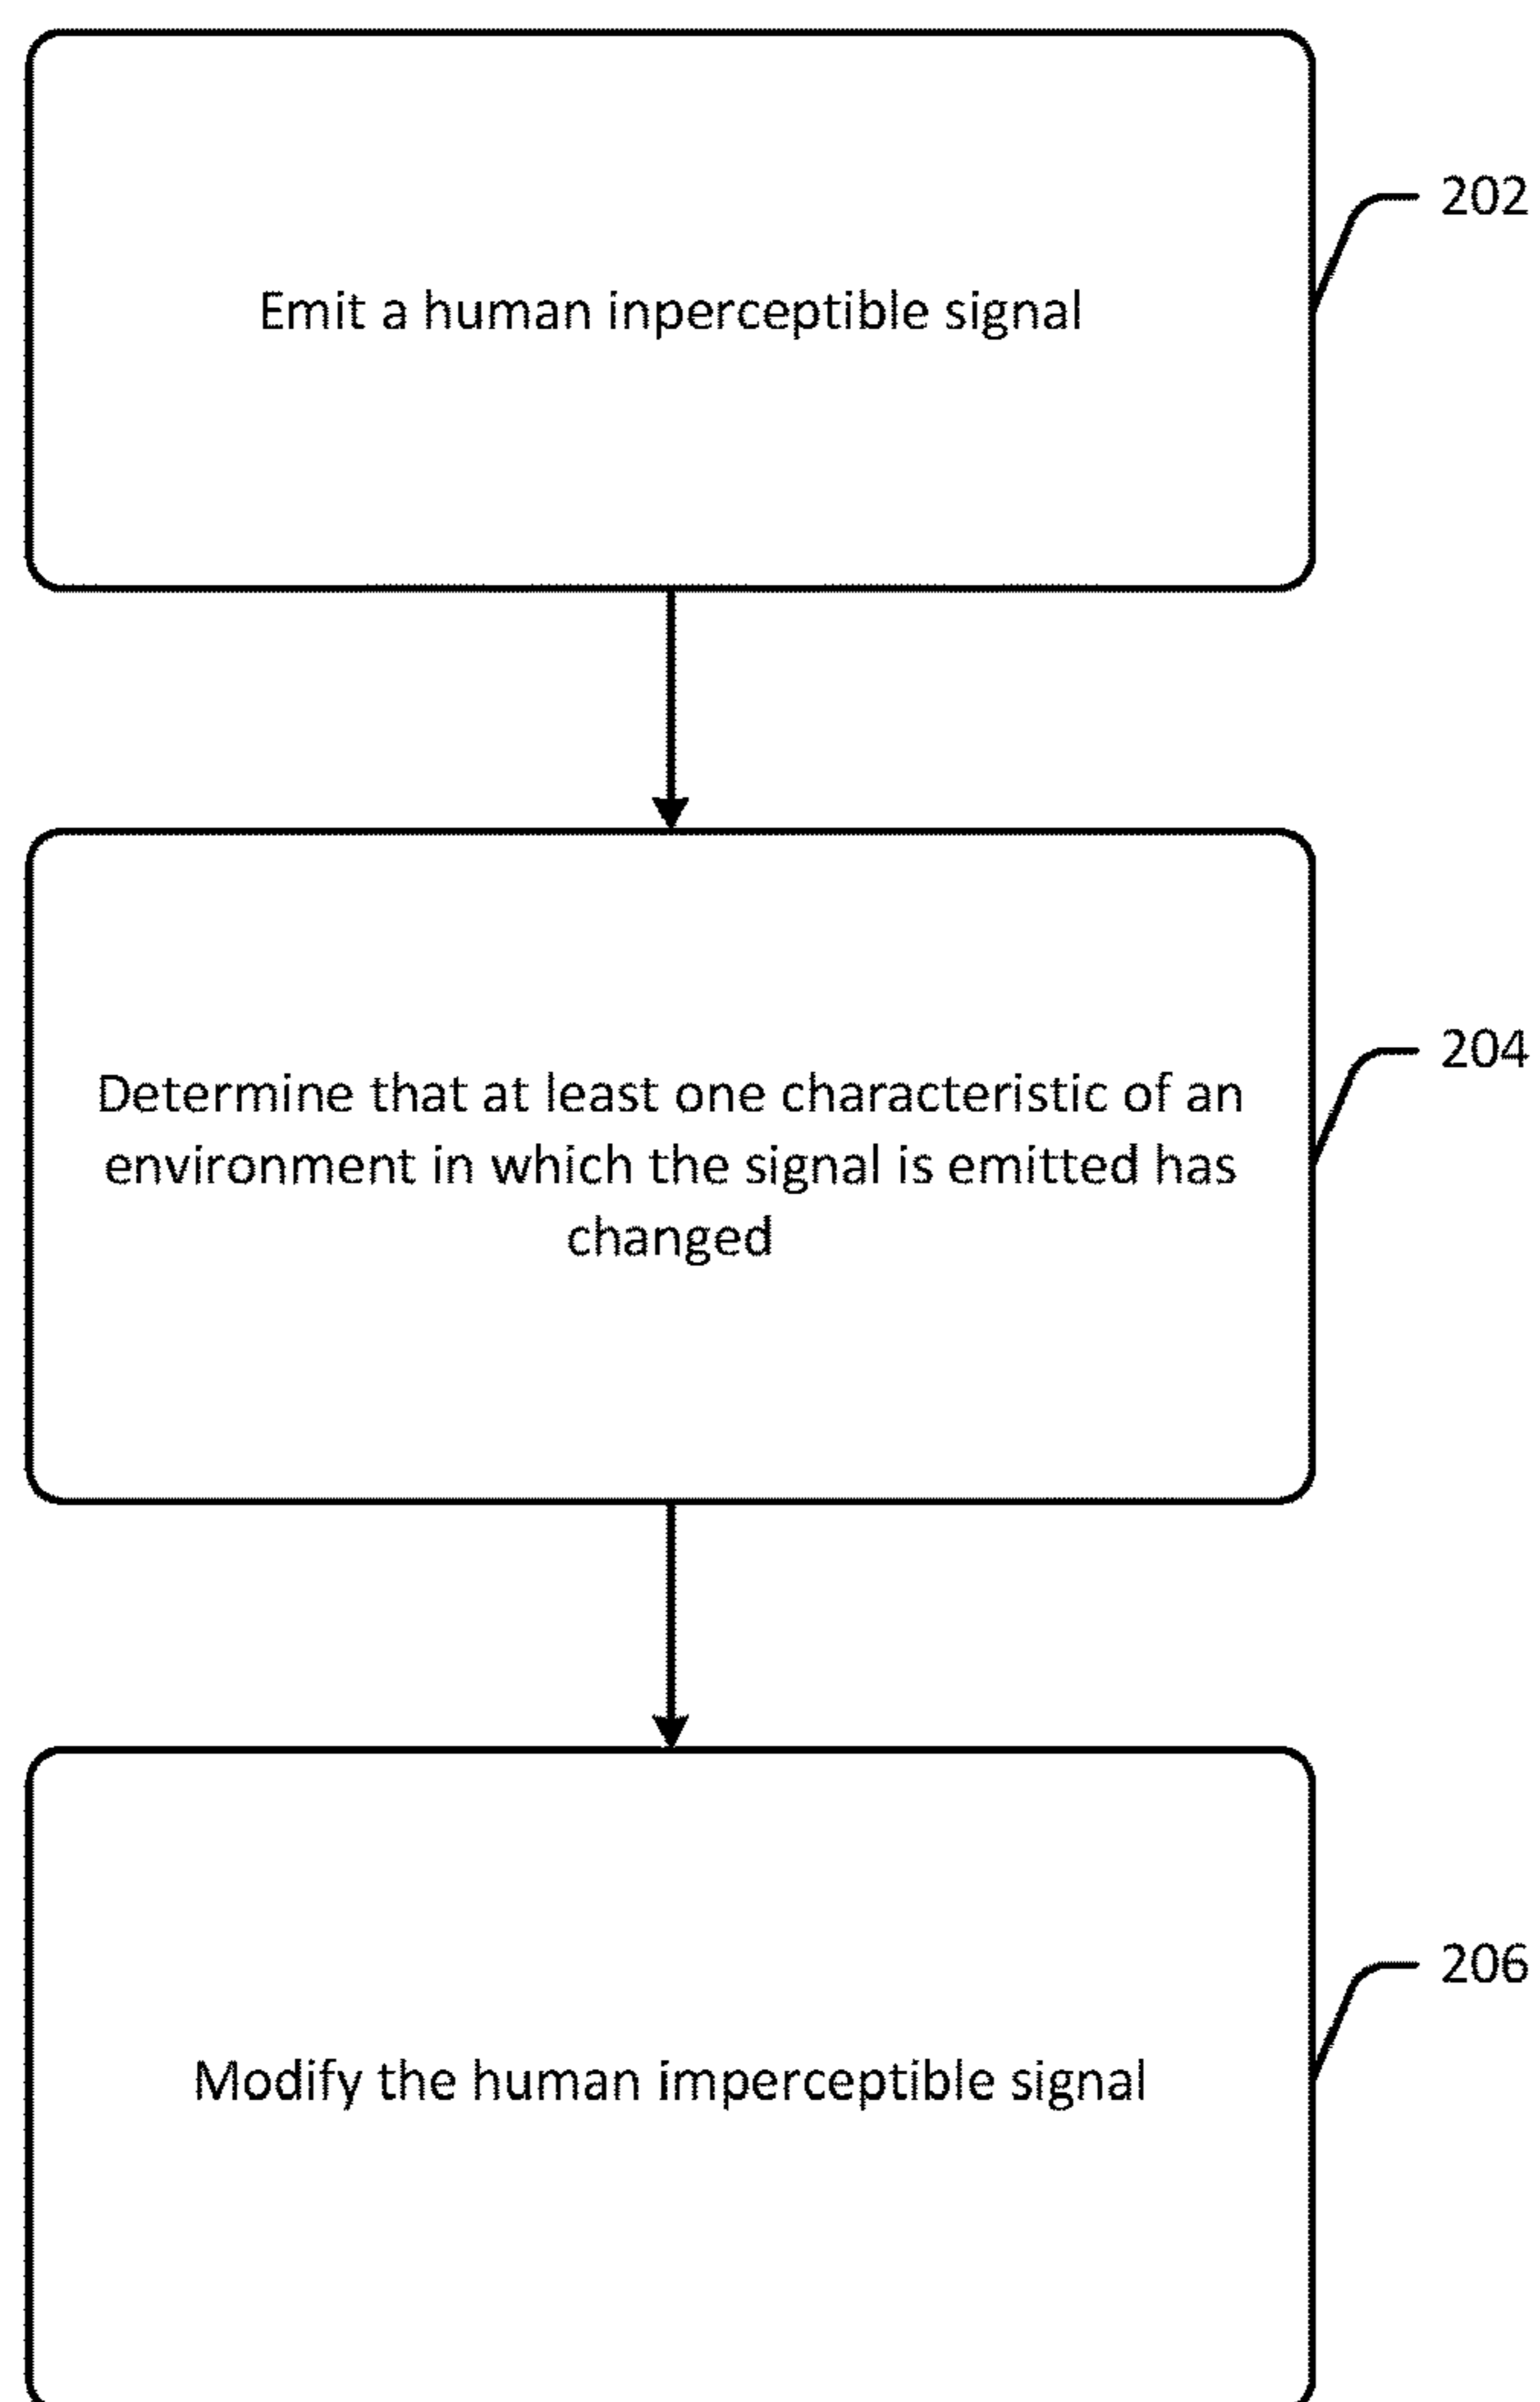 202
Emit a human inperceptible signal
204
Determine that at least one characteristic of an
environment in which the signal is emitted has
changed
206
Modify the human imperceptible signal